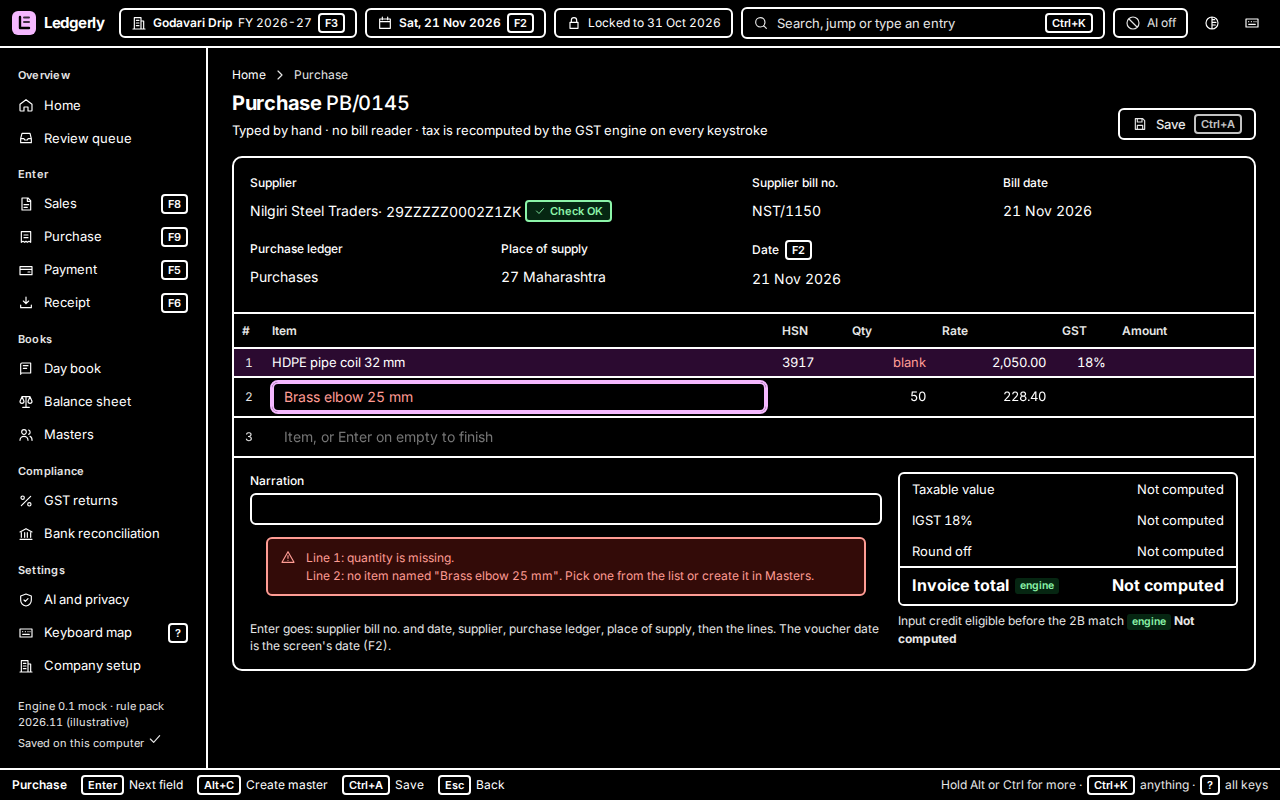 Ledgerly
Godavari Drip FY 2026-27 F3
Sat, 21 Nov 2026 F2
Locked to 31 Oct 2026
Search, jump or type an entry Ctrl+K
AI off
Overview
Home
Review queue
Enter
Sales F8
Purchase F9
Payment F5
Receipt F6
Books
Day book
Balance sheet
Masters
Compliance
GST returns
Bank reconciliation
Settings
AI and privacy
Keyboard map ?
Company setup
Engine 0.1 mock · rule pack
2026.11 (illustrative)
Saved on this computer
Home Purchase
Purchase PB/0145
Typed by hand · no bill reader · tax is recomputed by the GST engine on every keystroke
Save Ctrl+A
Supplier Supplier bill no. Bill date
Nilgiri Steel Traders· 29ZZZZZ0002Z1ZK Check OK NST/1150 21 Nov 2026
Purchase ledger Place of supply Date F2
Purchases 27 Maharashtra 21 Nov 2026
# Item HSN Qty Rate GST Amount
1 HDPE pipe coil 32 mm 3917 blank 2,050.00 18%
2 Brass elbow 25 mm 50 228.40
3 Item, or Enter on empty to finish
Narration
Line 1: quantity is missing.
Line 2: no item named "Brass elbow 25 mm". Pick one from the list or create it in Masters.
Enter goes: supplier bill no. and date, supplier, purchase ledger, place of supply, then the lines. The voucher date
is the screen's date (F2).
Taxable value Not computed
IGST 18% Not computed
Round off Not computed
Invoice total engine Not computed
Input credit eligible before the 2B match engine Not
computed
Purchase Enter Next field Alt+C Create master Ctrl+A Save Esc Back
Hold Alt or Ctrl for more · Ctrl+K anything · ? all keys